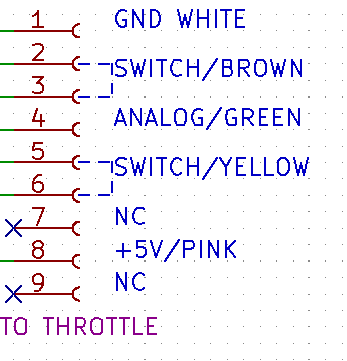 1 GND WHITE
2
SWITCH/BROWN
3
4 ANALOG/GREEN
5
SWITCH/YELLOW
6
7 NC
8 +5V/PINK
9 NC
TO THROTTLE